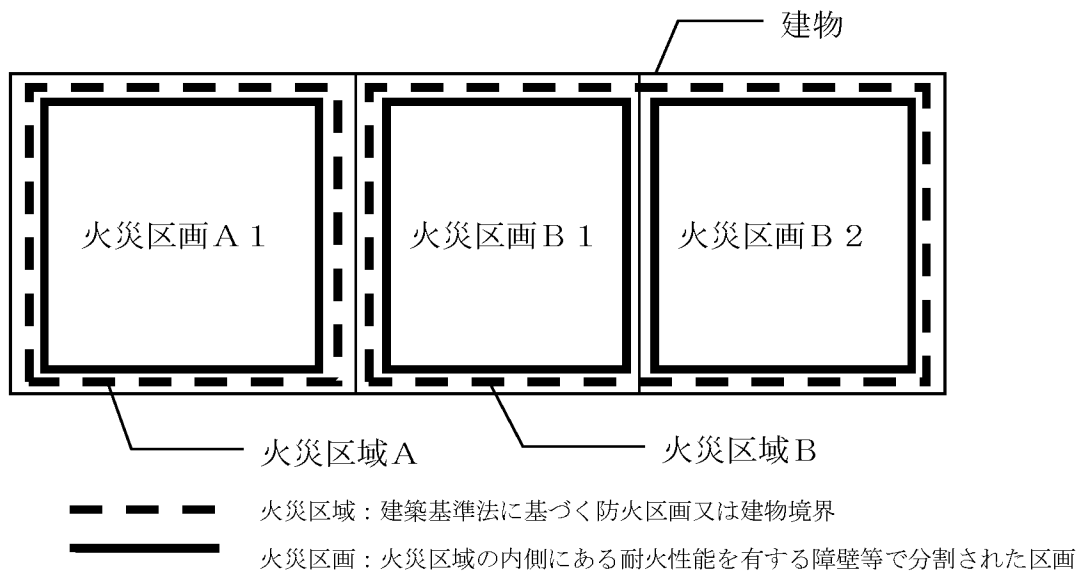 建物
火災区画Ａ１
火災区画Ｂ１
火災区画Ｂ２
火災区域Ａ
火災区域Ｂ
火災区域：建築基準法に基づく防火区画又は建物境界
火災区画：火災区域の内側にある耐火性能を有する障壁等で分割された区画